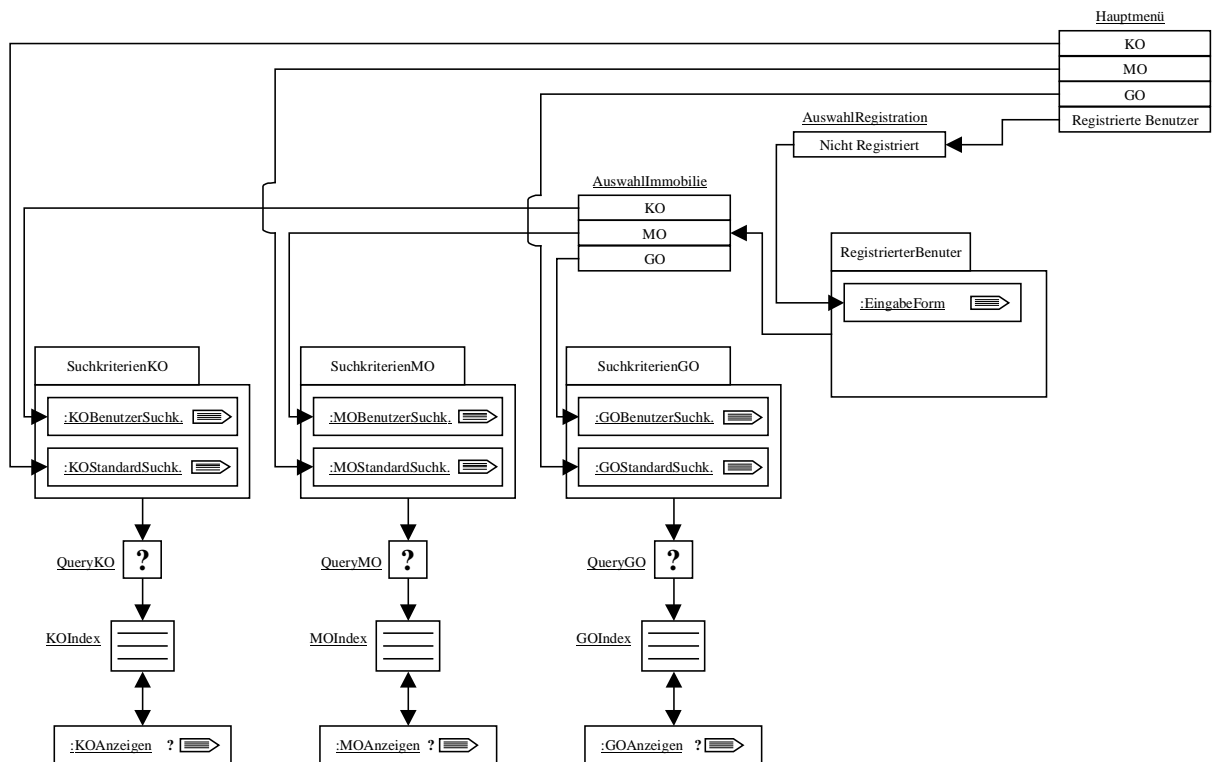 Hauptmenü
KO
MO
GO
Registrierte Benutzer
AuswahlRegistration
Nicht Registriert
AuswahlImmobilie
KO
MO
GO
RegistrierterBenuter
:EingabeForm
SuchkriterienKO
:KOBenutzerSuchk.
:KOStandardSuchk.
SuchkriterienMO
:MOBenutzerSuchk.
:MOStandardSuchk.
SuchkriterienGO
:GOBenutzerSuchk.
:GOStandardSuchk.
QueryKO ?
QueryMO ?
QueryGO ?
KOIndex
MOIndex
GOIndex
:KOAnzeigen ?
:MOAnzeigen ?
:GOAnzeigen ?